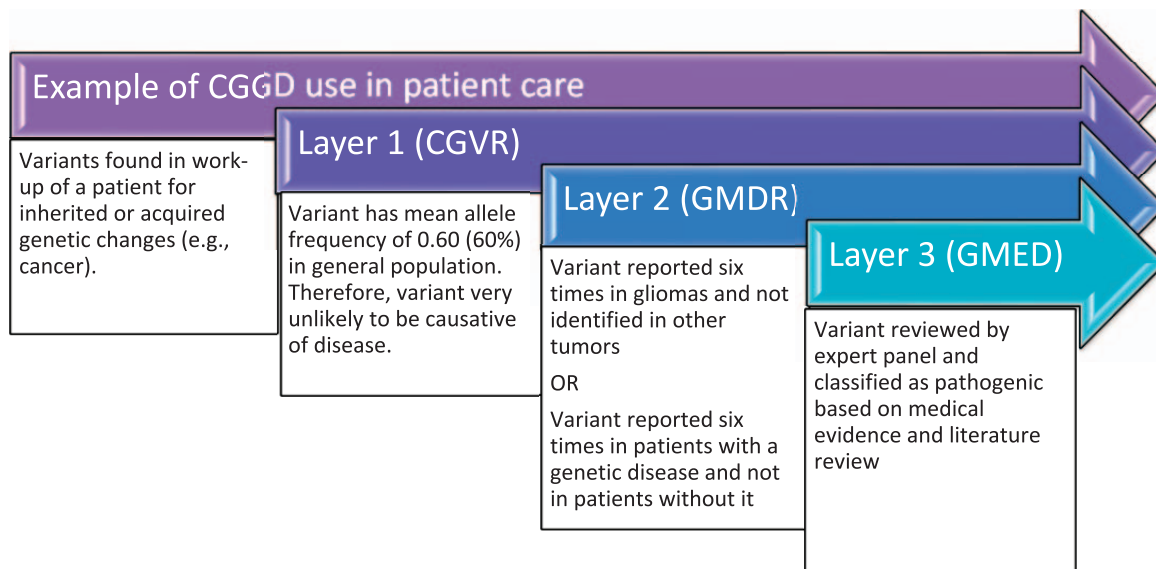 Example of CGGD use in patient care
Variants found in work-
up of a patient for
inherited or acquired
genetic changes (e.g.,
cancer).
Layer 1 (CGVR)
Variant has mean allele
frequency of 0.60 (60%)
in general population.
Therefore, variant very
unlikely to be causative
of disease.
Layer 2 (GMDR)
Variant reported six
times in gliomas and not
identified in other
tumors
OR
Variant reported six
times in patients with a
genetic disease and not
in patients without it
Layer 3 (GMED)
Variant reviewed by
expert panel and
classified as pathogenic
based on medical
evidence and literature
review